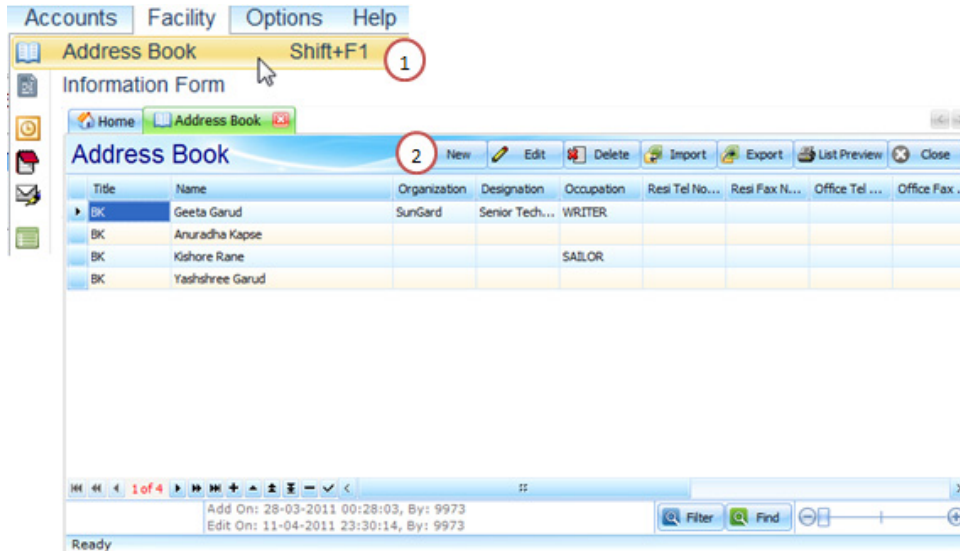 Accounts Facility Options Help
Address Book Shift+F1 1
Information Form
Home Address Book
Address Book 2 New Edit Delete Import Export List Preview Close
Title Name Organization Designation Occupation Resi Tel No... Resi Fax N... Office Tel ... Office Fax .
BK Geeta Garud SunGard Senior Tech... WRITER
BK Anuradha Kapse
BK Kishore Rane SAILOR
BK Yashshree Garud
1 of 4
Add On: 28-03-2011 00:28:03, By: 9973
Edit On: 11-04-2011 23:30:14, By: 9973
Filter Find
Ready